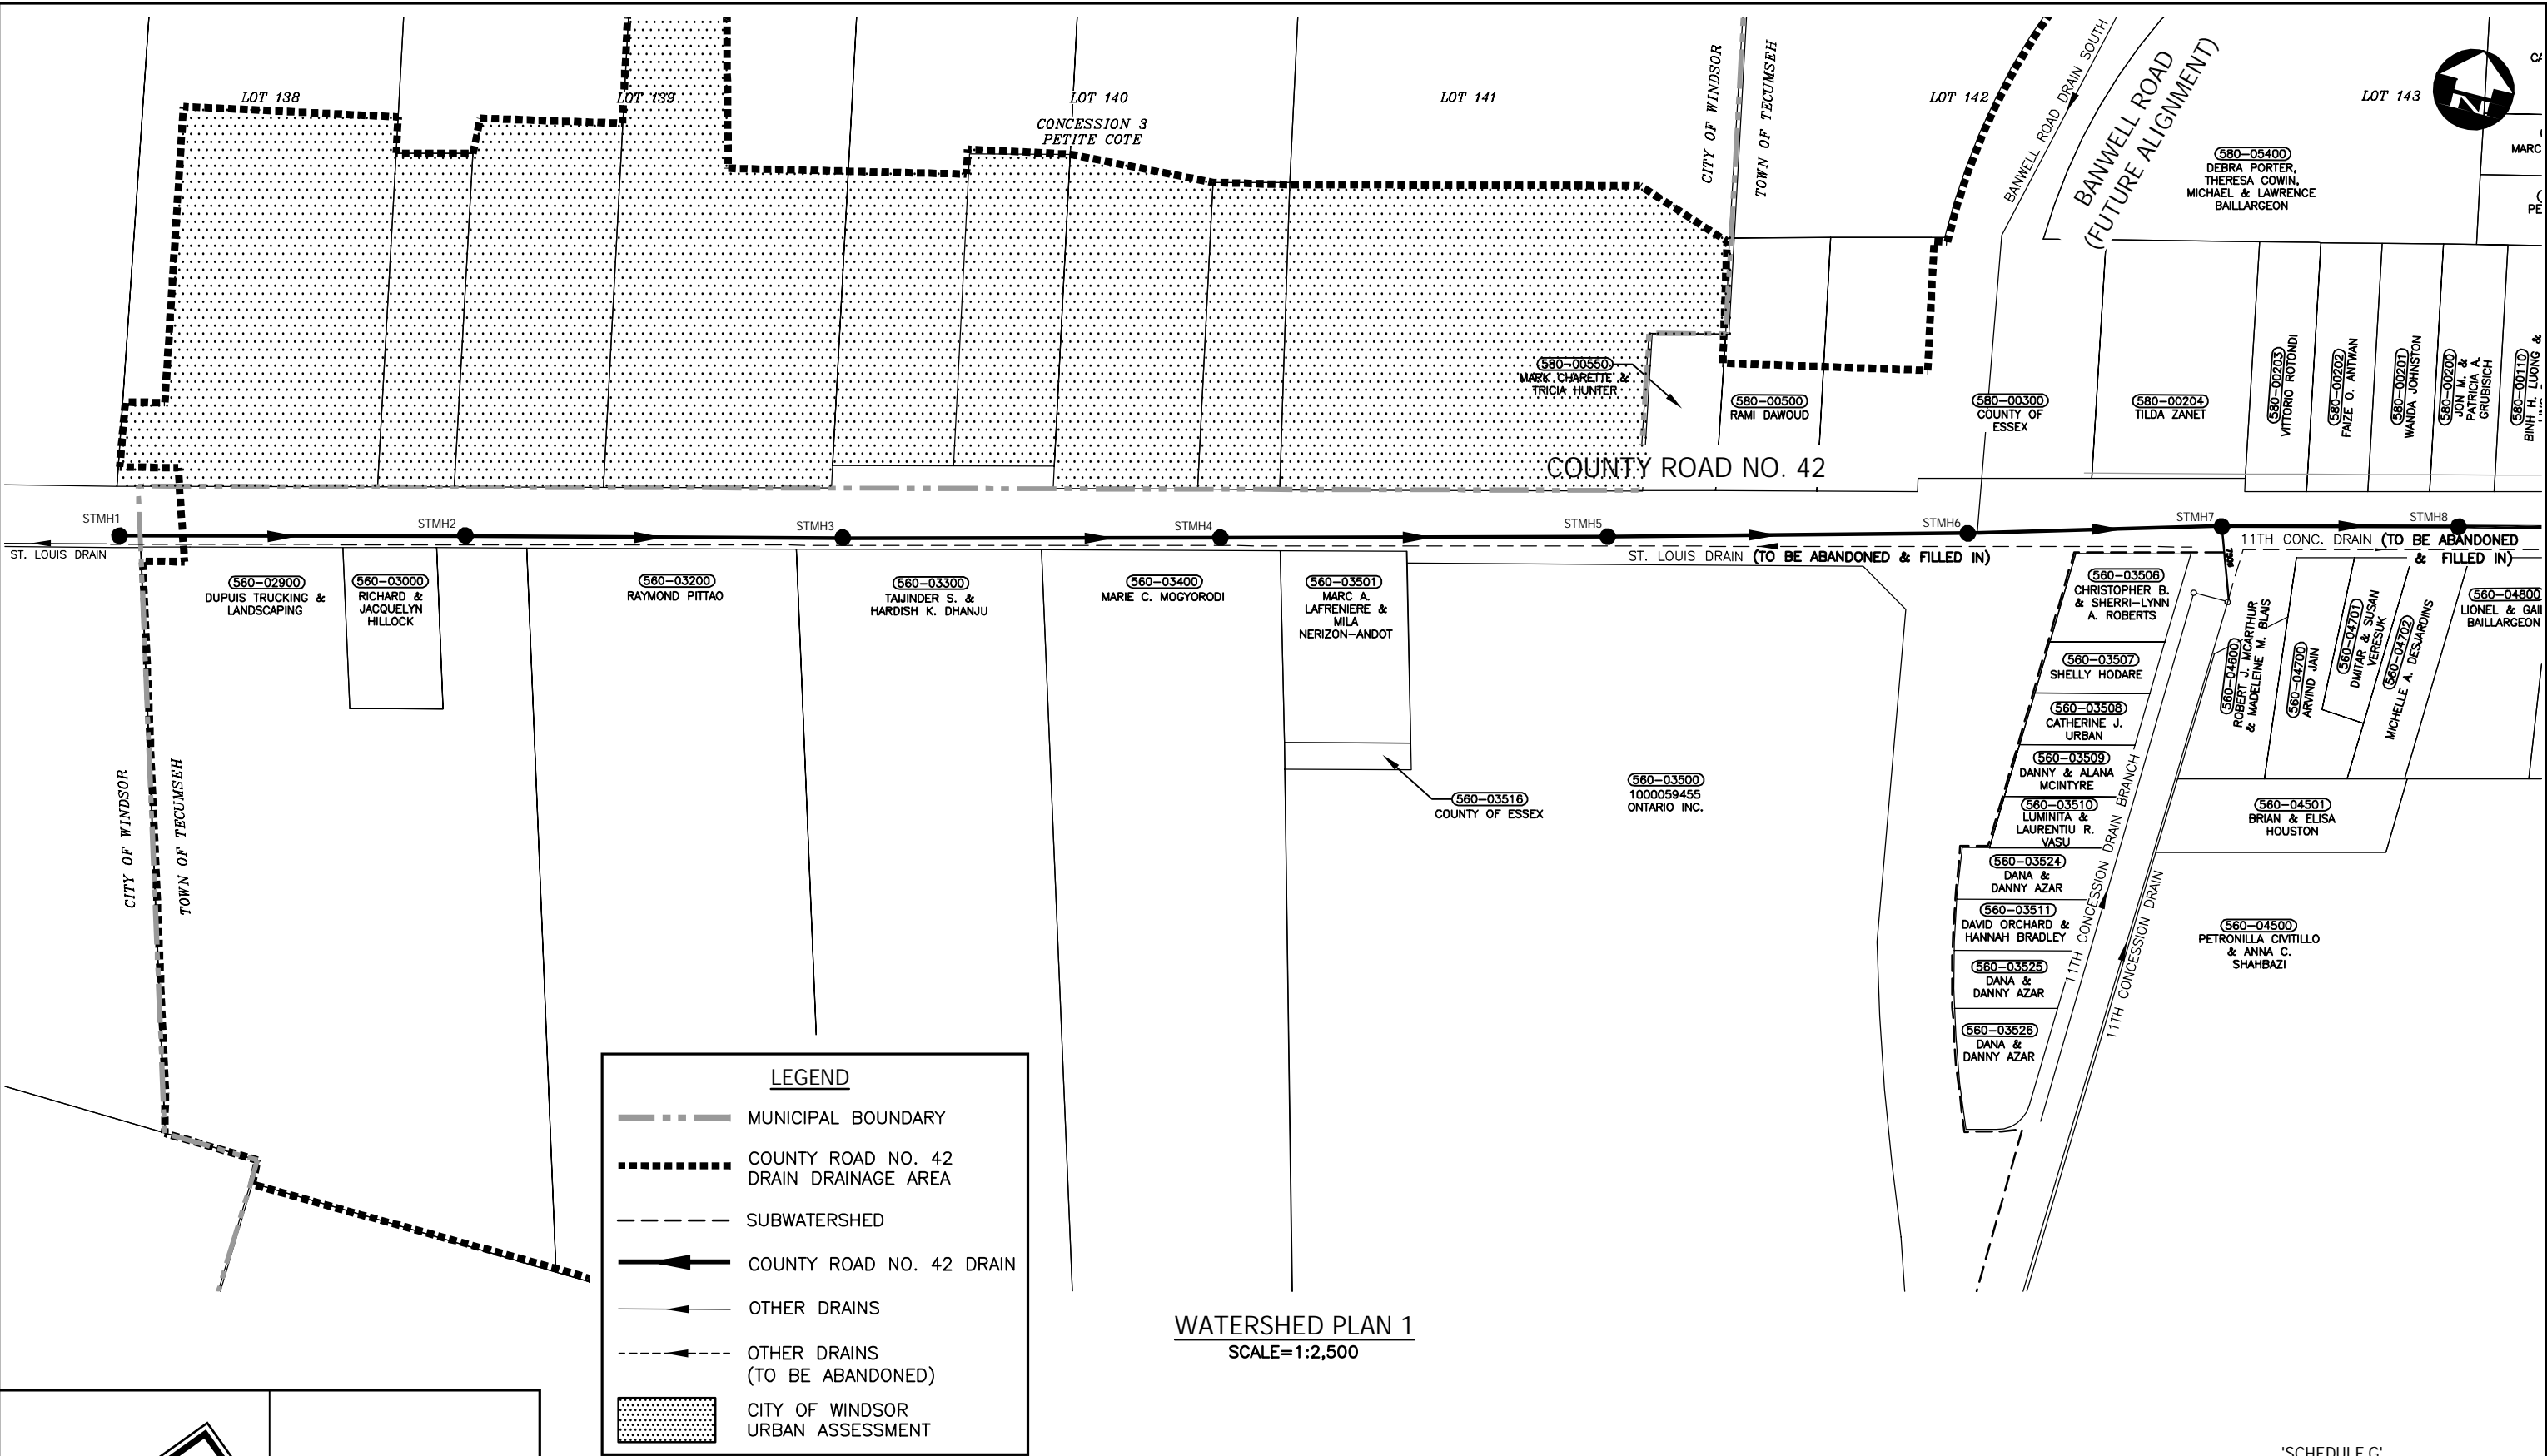 LOT 138
LOT 139
LOT 140
CONCESSION 3
PETITE COTE
LOT 141
CITY OF WINDSOR
TOWN OF TECUMSEH
LOT 142
BANWELL ROAD DRAIN SOUTH
BANWELL ROAD
(FUTURE ALIGNMENT)
LOT 143
N
MARC
PE
580-05400
DEBRA PORTER,
THERESA COWIN,
MICHAEL & LAWRENCE
BAILLARGEON
580-00550
MARK CHARETTE &
TRICIA HUNTER
580-00500
RAMI DAWOUD
580-00300
COUNTY OF
ESSEX
580-00204
TILDA ZANET
580-00203
VITTORIO ROTONDI
580-00202
FAIZE O. ANTWAN
580-00201
WANDA JOHNSTON
580-00200
JON M. &
PATRICIA A.
GRUBISICH
580-00110
BINH H. LUONG &
COUNTY ROAD NO. 42
STMH1
STMH2
STMH3
STMH4
STMH5
STMH6
STMH7
STMH8
ST. LOUIS DRAIN
ST. LOUIS DRAIN (TO BE ABANDONED & FILLED IN)
11TH CONC. DRAIN (TO BE ABANDONED
& FILLED IN)
560-02900
DUPUIS TRUCKING &
LANDSCAPING
560-03000
RICHARD &
JACQUELYN
HILLOCK
560-03200
RAYMOND PITTAO
560-03300
TAIJINDER S. &
HARDISH K. DHANJU
560-03400
MARIE C. MOGYORODI
560-03501
MARC A.
LAFRENIERE &
MILA
NERIZON-ANDOT
560-03516
COUNTY OF ESSEX
560-03500
1000059455
ONTARIO INC.
560-03506
CHRISTOPHER B.
& SHERRI-LYNN
A. ROBERTS
560-03507
SHELLY HODARE
560-03508
CATHERINE J.
URBAN
560-03509
DANNY & ALANA
MCINTYRE
560-03510
LUMINITA &
LAURENTIU R.
VASU
560-03524
DANA &
DANNY AZAR
560-03511
DAVID ORCHARD &
HANNAH BRADLEY
560-03525
DANA &
DANNY AZAR
560-03526
DANA &
DANNY AZAR
11TH CONCESSION DRAIN BRANCH
11TH CONCESSION DRAIN
560-04600
ROBERT J. MCARTHUR
& MADELEINE M. BLAIS
560-04700
ARVIND JAIN
560-04701
DMITAR & SUSAN
VERESUK
560-04702
MICHELLE A. DESJARDINS
560-04800
LIONEL & GAIL
BAILLARGEON
560-04501
BRIAN & ELISA
HOUSTON
560-04500
PETRONILLA CIVITILLO
& ANNA C.
SHAHBAZI
CITY OF WINDSOR
TOWN OF TECUMSEH
LEGEND
MUNICIPAL BOUNDARY
COUNTY ROAD NO. 42
DRAIN DRAINAGE AREA
SUBWATERSHED
COUNTY ROAD NO. 42 DRAIN
OTHER DRAINS
OTHER DRAINS
(TO BE ABANDONED)
CITY OF WINDSOR
URBAN ASSESSMENT
WATERSHED PLAN 1
SCALE=1:2,500
'SCHEDULE G'